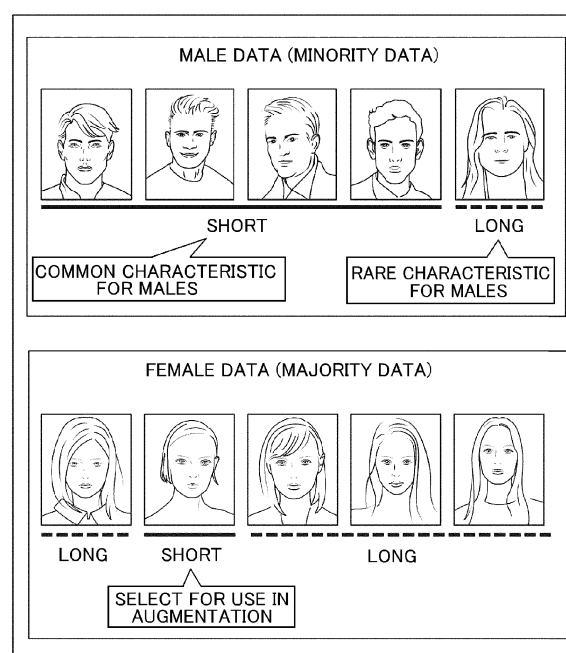 MALE DATA (MINORITY DATA)
SHORT
LONG
COMMON CHARACTERISTIC
FOR MALES
RARE CHARACTERISTIC
FOR MALES
FEMALE DATA (MAJORITY DATA)
LONG
SHORT
LONG
SELECT FOR USE IN
AUGMENTATION